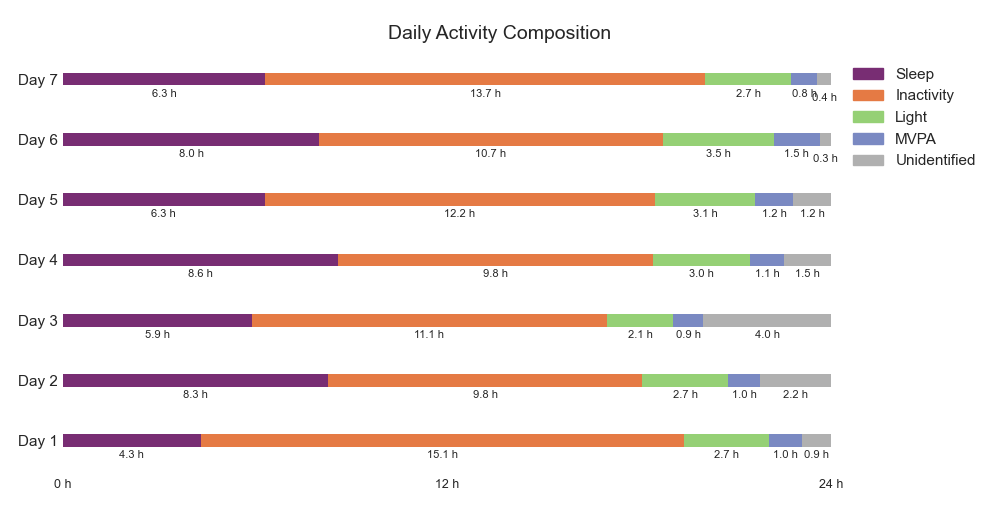 Daily Activity Composition
Day 7
6.3 h 13.7 h 2.7 h 0.8 h 0.4 h
Day 6
8.0 h 10.7 h 3.5 h 1.5 h 0.3 h
Day 5
6.3 h 12.2 h 3.1 h 1.2 h 1.2 h
Day 4
8.6 h 9.8 h 3.0 h 1.1 h 1.5 h
Day 3
5.9 h 11.1 h 2.1 h 0.9 h 4.0 h
Day 2
8.3 h 9.8 h 2.7 h 1.0 h 2.2 h
Day 1
4.3 h 15.1 h 2.7 h 1.0 h 0.9 h
0 h 12 h 24 h
Sleep
Inactivity
Light
MVPA
Unidentified